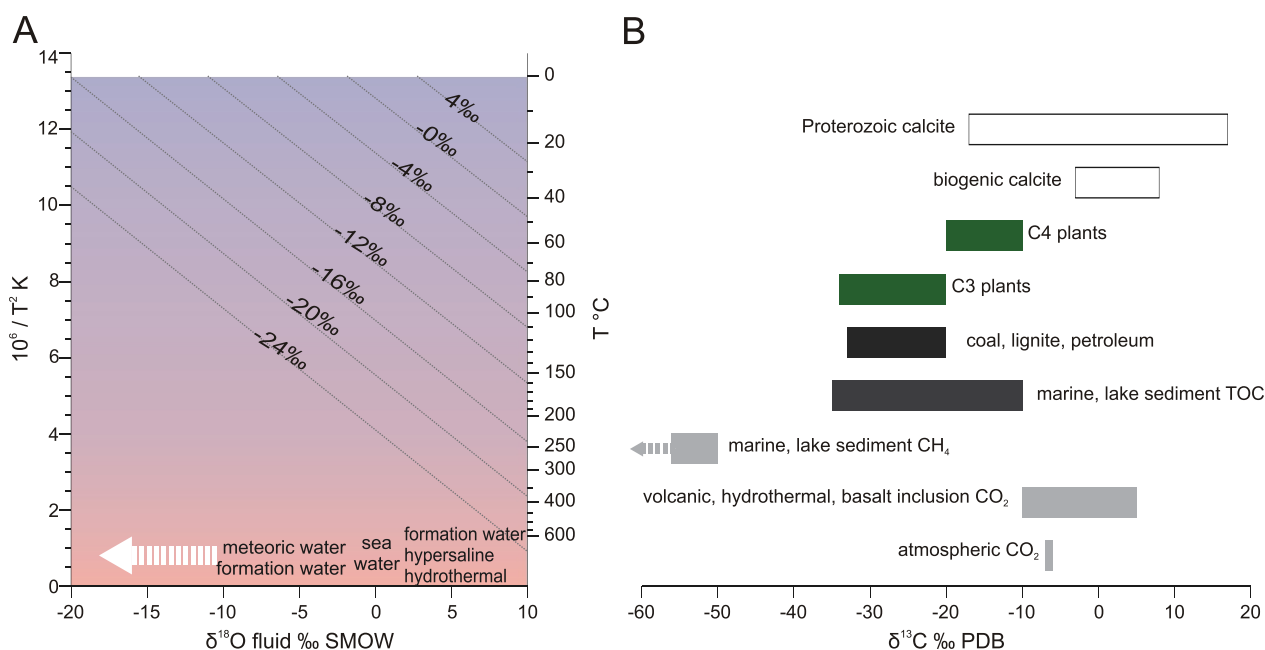 A
14
12
10
8
6
4
2
0
10⁶ / T² K
4‰
-0‰
-4‰
-8‰
-12‰
-16‰
-20‰
-24‰
0
20
40
60
80
100
150
200
250
300
400
600
T °C
meteoric water
formation water
sea
water
formation water
hypersaline
hydrothermal
-20
-15
-10
-5
0
5
10
δ¹⁸O fluid ‰ SMOW
B
Proterozoic calcite
biogenic calcite
C4 plants
C3 plants
coal, lignite, petroleum
marine, lake sediment TOC
marine, lake sediment CH₄
volcanic, hydrothermal, basalt inclusion CO₂
atmospheric CO₂
-60
-50
-40
-30
-20
-10
0
10
20
δ¹³C ‰ PDB